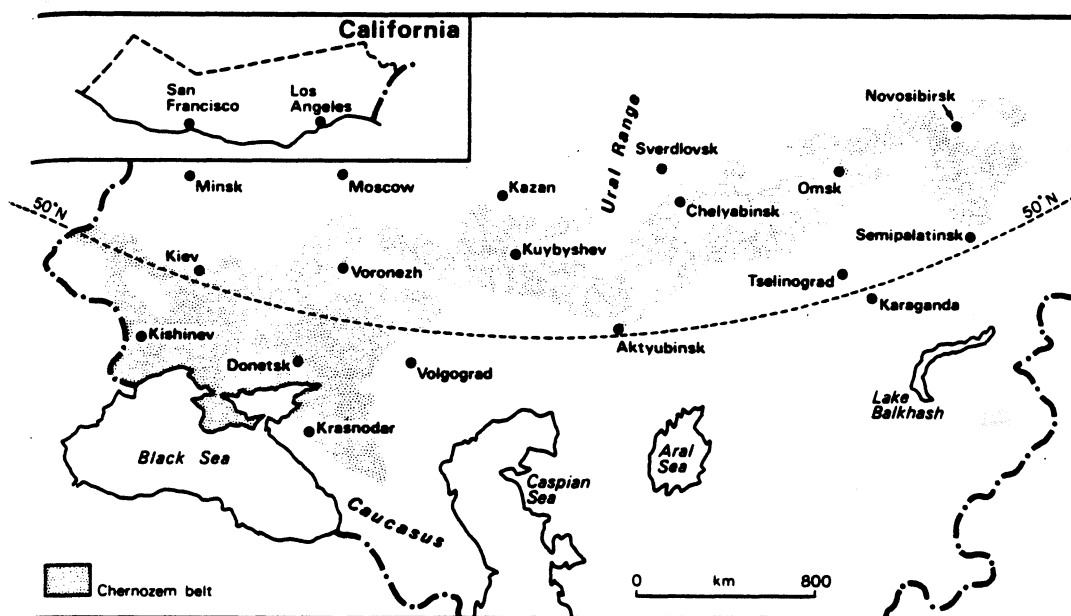 California
San
Francisco
Los
Angeles
Novosibirsk
Ural Range
Sverdlovsk
Minsk
Moscow
Kazan
Omsk
Chelyabinsk
50°N
50°N
Semipalatinsk
Kiev
Voronezh
Kuybyshev
Tselinograd
Karaganda
Kishinev
Aktyubinsk
Donetsk
Volgograd
Lake
Balkhash
Krasnodar
Black Sea
Aral
Sea
Caspian
Sea
Caucasus
Chernozem belt
0 km 800